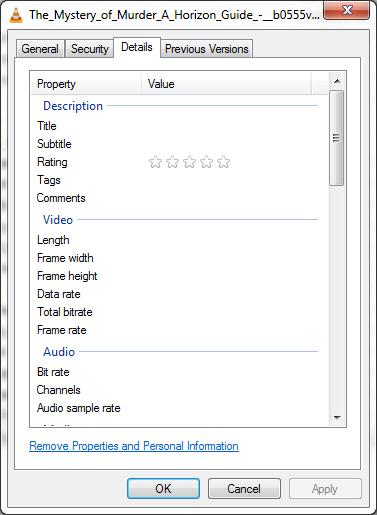 The_Mystery_of_Murder_A_Horizon_Guide_-__b0555v...
General Security Details Previous Versions
Property Value
Description
Title
Subtitle
Rating
Tags
Comments
Video
Length
Frame width
Frame height
Data rate
Total bitrate
Frame rate
Audio
Bit rate
Channels
Audio sample rate
Remove Properties and Personal Information
OK Cancel Apply